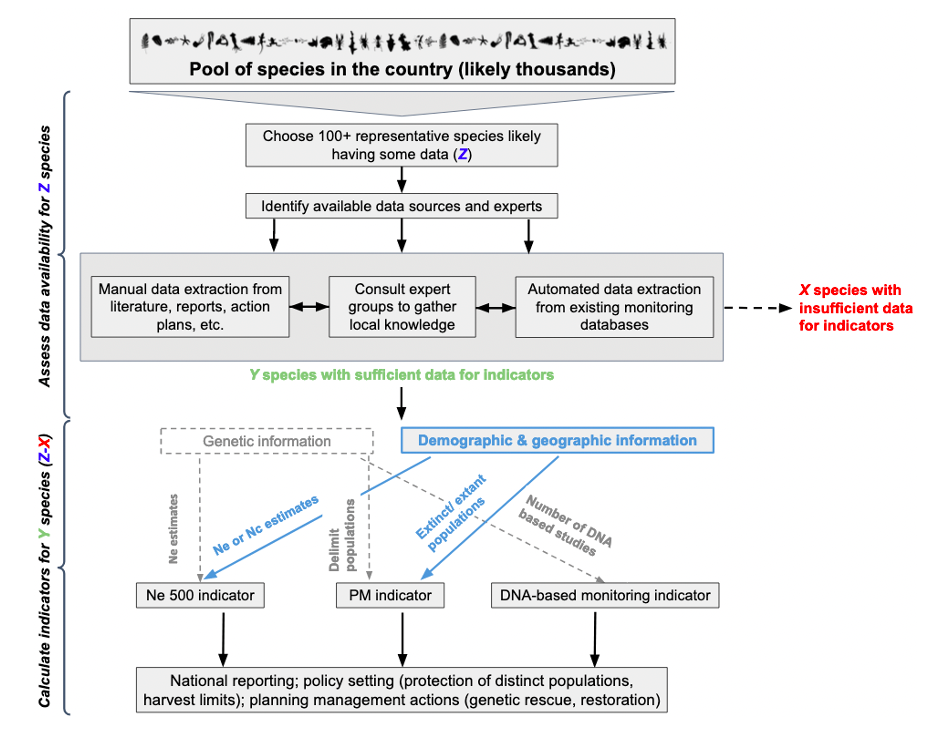 Pool of species in the country (likely thousands)
Choose 100+ representative species likely
having some data (Z)
Identify available data sources and experts
Manual data extraction from
literature, reports, action
plans, etc.
Consult expert
groups to gather
local knowledge
Automated data extraction
from existing monitoring
databases
X species with
insufficient data
for indicators
Y species with sufficient data for indicators
Assess data availability for Z species
Genetic information
Demographic & geographic information
Ne estimates
Ne or Nc estimates
Delimit
populations
Extinct/ extant
populations
Number of DNA
based studies
Calculate indicators for Y species (Z-X)
Ne 500 indicator
PM indicator
DNA-based monitoring indicator
National reporting; policy setting (protection of distinct populations,
harvest limits); planning management actions (genetic rescue, restoration)